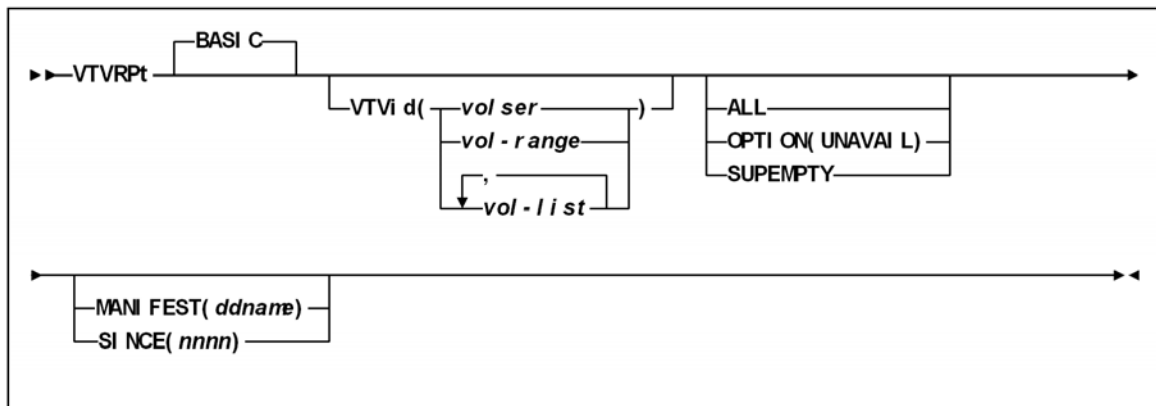 BASIC
VTVRPt
VTVid( volser )
vol-range
,
vol-list
ALL
OPTION(UNAVAIL)
SUPEMPTY
MANIFEST(ddname)
SINCE(nnnn)